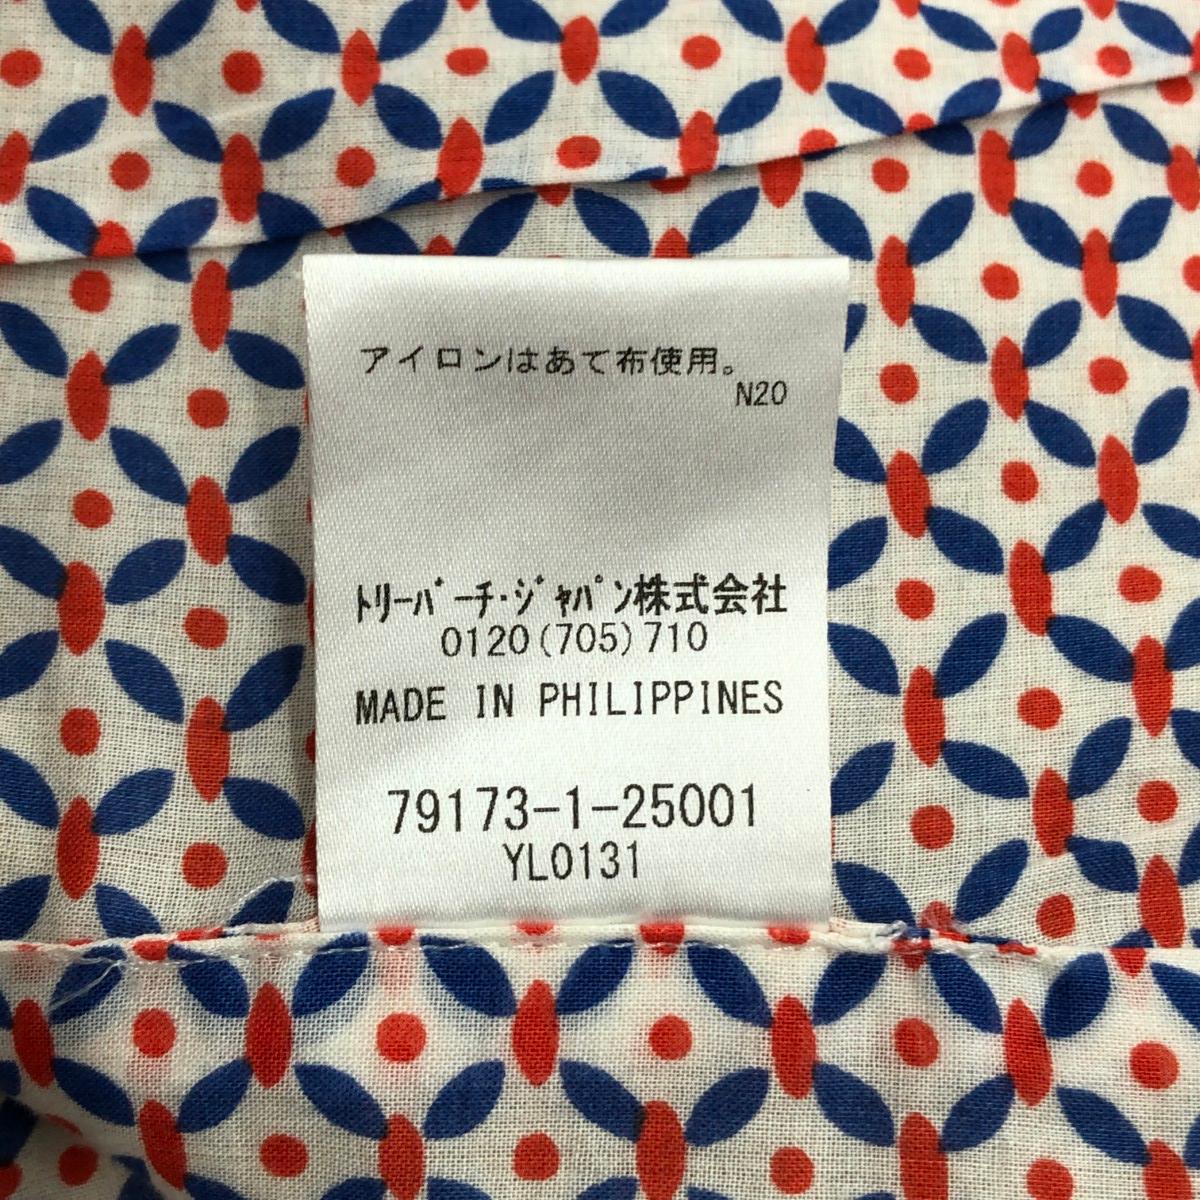 アイロンはあて布使用。
N20
ﾄﾘｰﾊﾞｰﾁ･ｼﾞｬﾊﾟﾝ株式会社
0120(705)710
MADE IN PHILIPPINES
79173-1-25001
YL0131